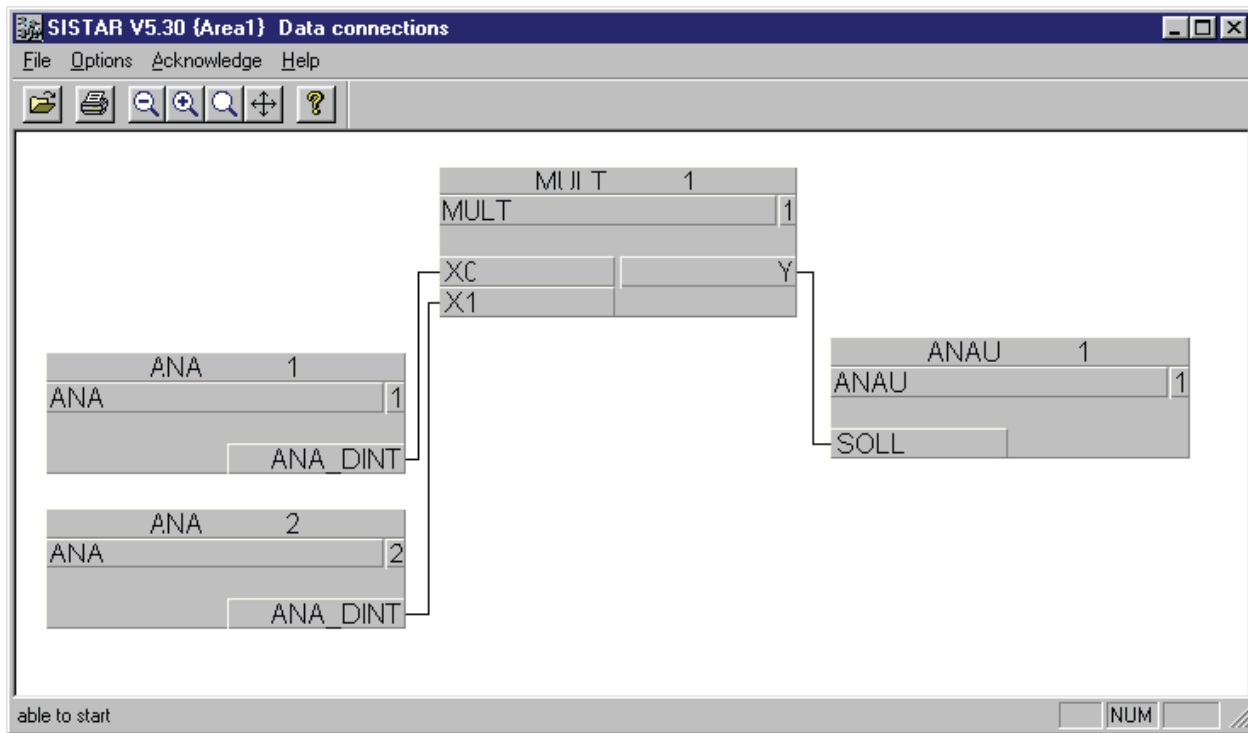 SISTAR V5.30 {Area1} Data connections
File Options Acknowledge Help
MULT 1
MULT 1
X0 Y
X1
ANA 1
ANA 1
ANA_DINT
ANA 2
ANA 2
ANA_DINT
ANAU 1
ANAU 1
SOLL
able to start
NUM